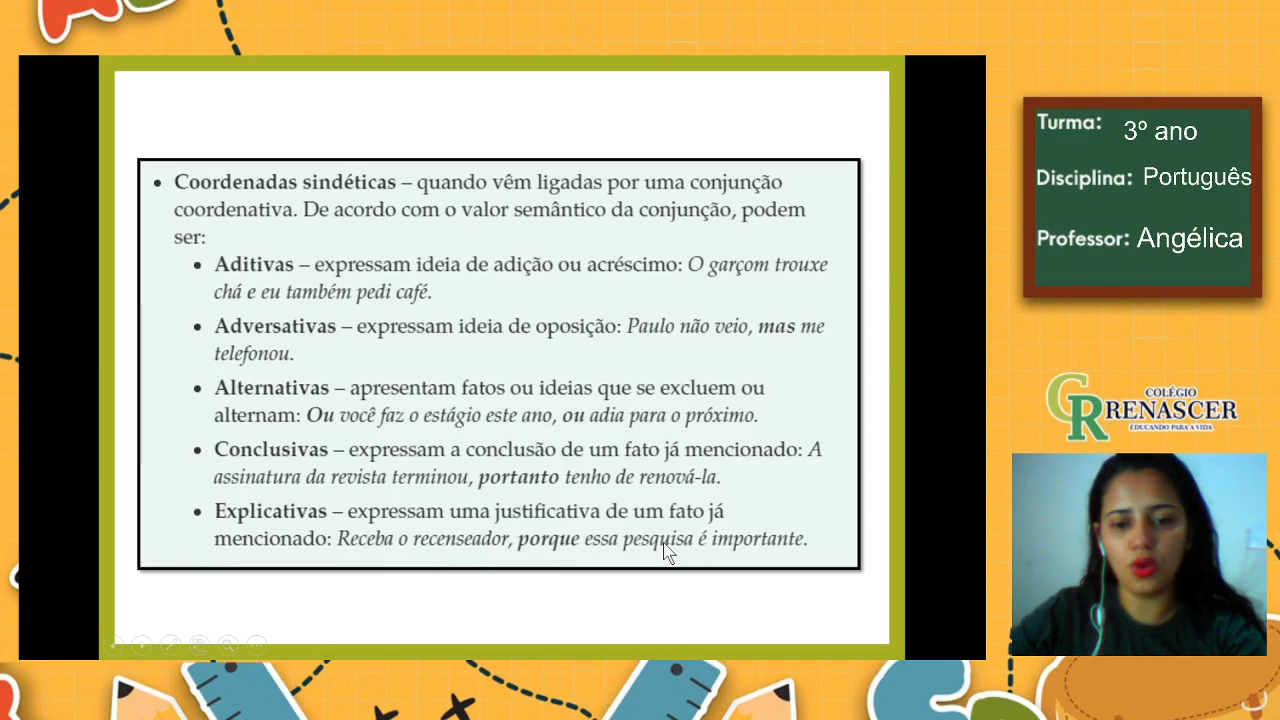 • Coordenadas sindéticas – quando vêm ligadas por uma conjunção
coordenativa. De acordo com o valor semântico da conjunção, podem
ser:
• Aditivas – expressam ideia de adição ou acréscimo: O garçom trouxe
chá e eu também pedi café.
• Adversativas – expressam ideia de oposição: Paulo não veio, mas me
telefonou.
• Alternativas – apresentam fatos ou ideias que se excluem ou
alternam: Ou você faz o estágio este ano, ou adia para o próximo.
• Conclusivas – expressam a conclusão de um fato já mencionado: A
assinatura da revista terminou, portanto tenho de renová-la.
• Explicativas – expressam uma justificativa de um fato já
mencionado: Receba o recenseador, porque essa pesquisa é importante.
Turma: 3º ano
Disciplina: Português
Professor: Angélica
CR
COLÉGIO
RENASCER
EDUCANDO PARA A VIDA